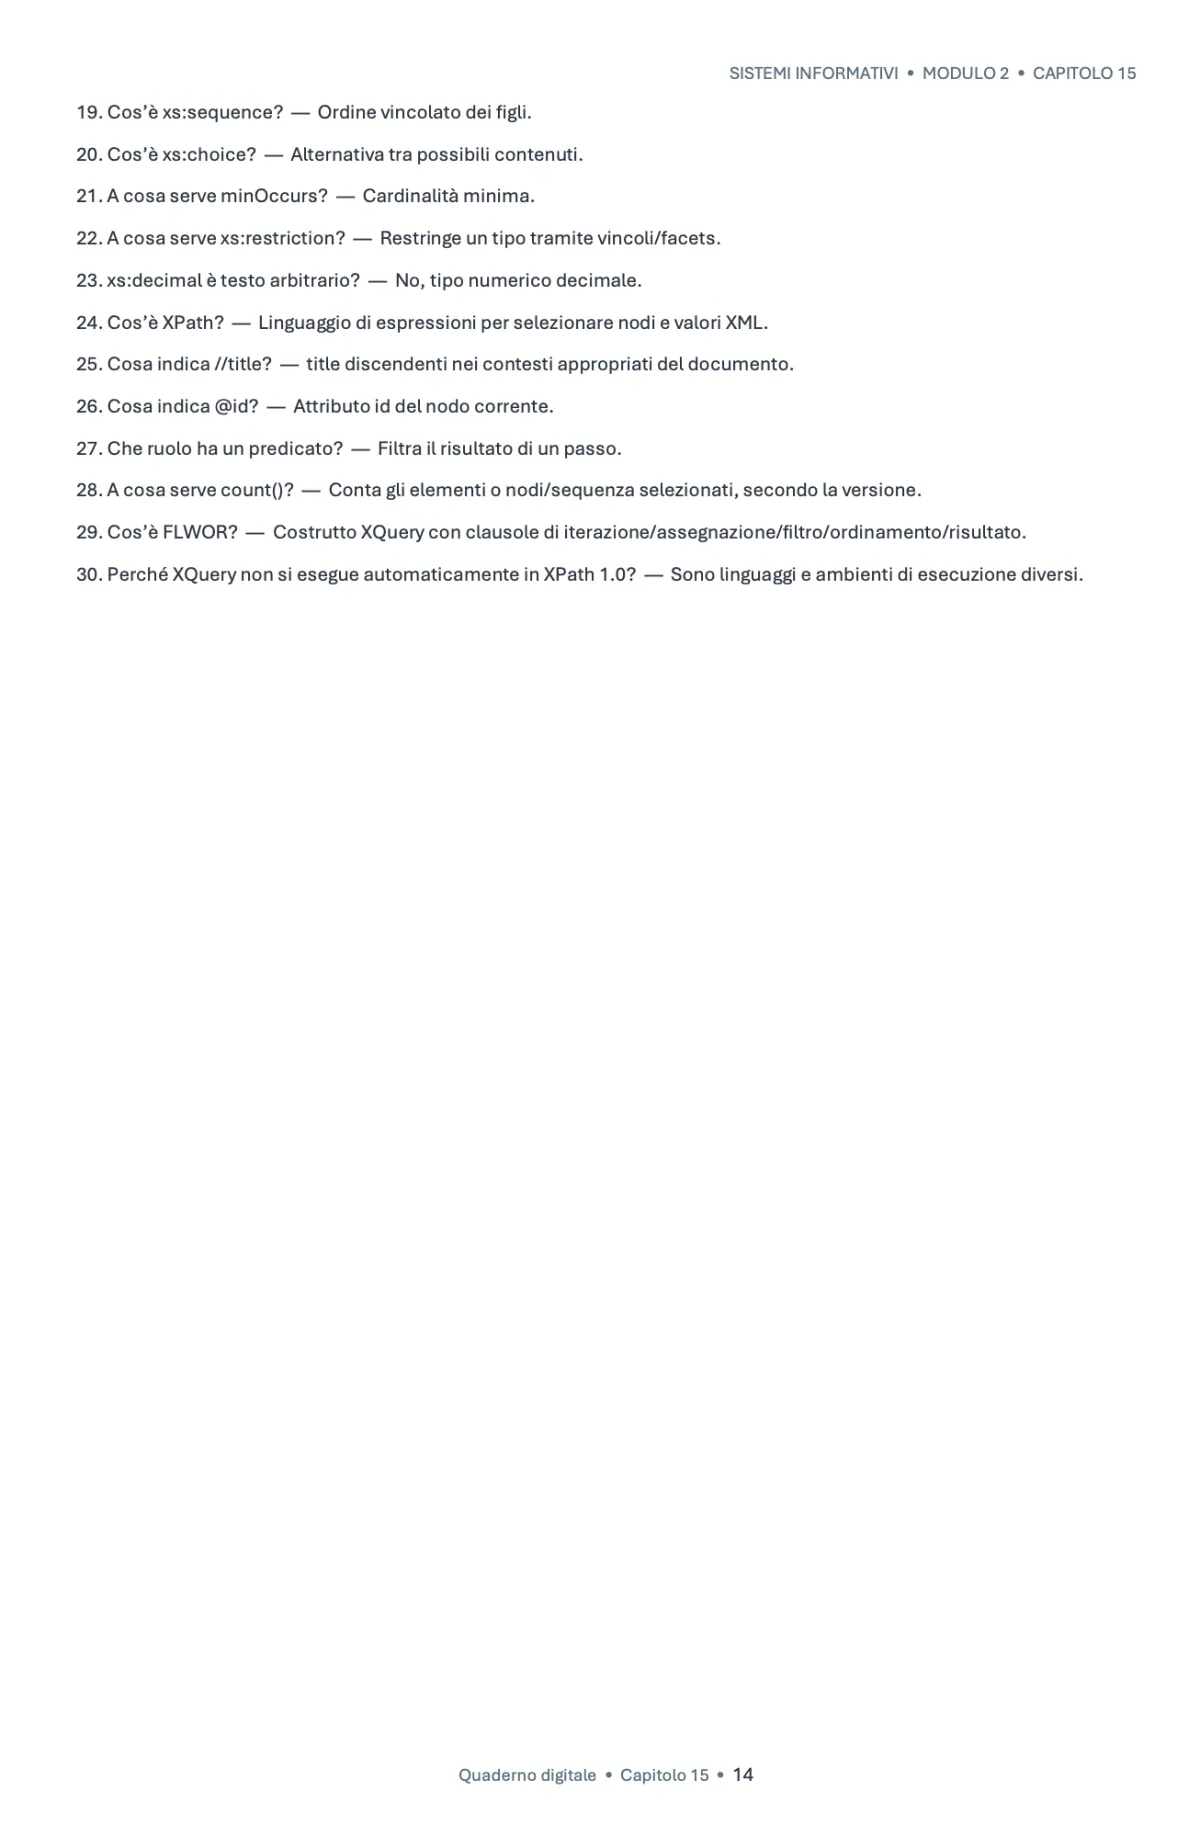 SISTEMI INFORMATIVI • MODULO 2 • CAPITOLO 15
19. Cos’è xs:sequence? — Ordine vincolato dei figli.
20. Cos’è xs:choice? — Alternativa tra possibili contenuti.
21. A cosa serve minOccurs? — Cardinalità minima.
22. A cosa serve xs:restriction? — Restringe un tipo tramite vincoli/facets.
23. xs:decimal è testo arbitrario? — No, tipo numerico decimale.
24. Cos’è XPath? — Linguaggio di espressioni per selezionare nodi e valori XML.
25. Cosa indica //title? — title discendenti nei contesti appropriati del documento.
26. Cosa indica @id? — Attributo id del nodo corrente.
27. Che ruolo ha un predicato? — Filtra il risultato di un passo.
28. A cosa serve count()? — Conta gli elementi o nodi/sequenza selezionati, secondo la versione.
29. Cos’è FLWOR? — Costrutto XQuery con clausole di iterazione/assegnazione/filtro/ordinamento/risultato.
30. Perché XQuery non si esegue automaticamente in XPath 1.0? — Sono linguaggi e ambienti di esecuzione diversi.
Quaderno digitale • Capitolo 15 • 14